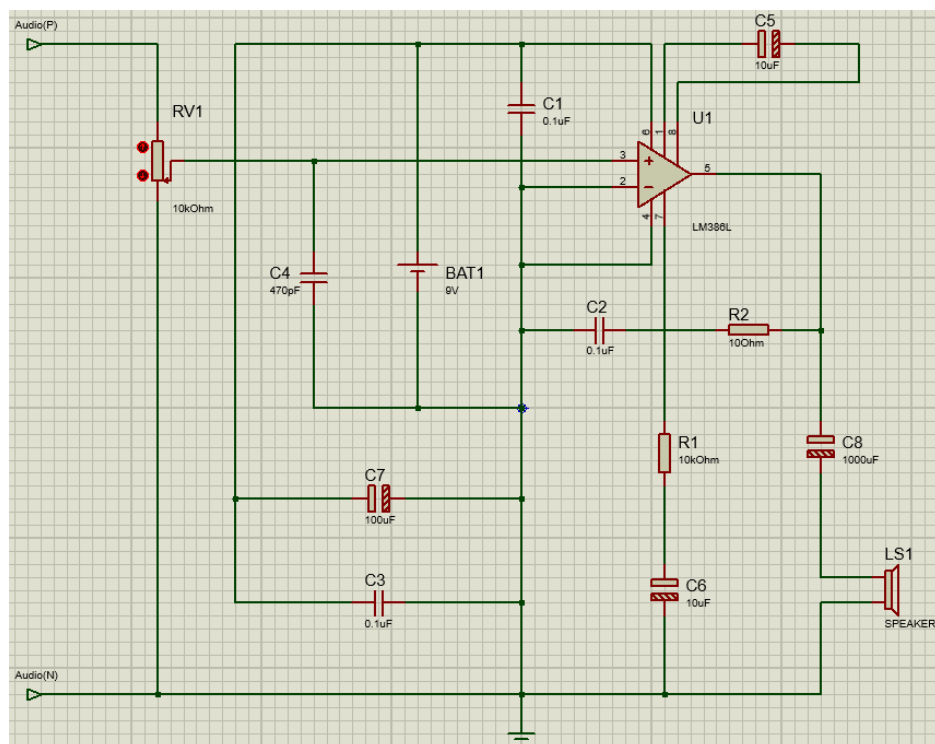 Audio(P)
RV1
10kOhm
C4
470pF
BAT1
9V
C1
0.1uF
C5
10uF
U1
6
1
8
3
2
4
7
5
+
−
LM386L
C2
0.1uF
R2
10Ohm
R1
10kOhm
C8
1000uF
C7
100uF
C3
0.1uF
C6
10uF
LS1
SPEAKER
Audio(N)